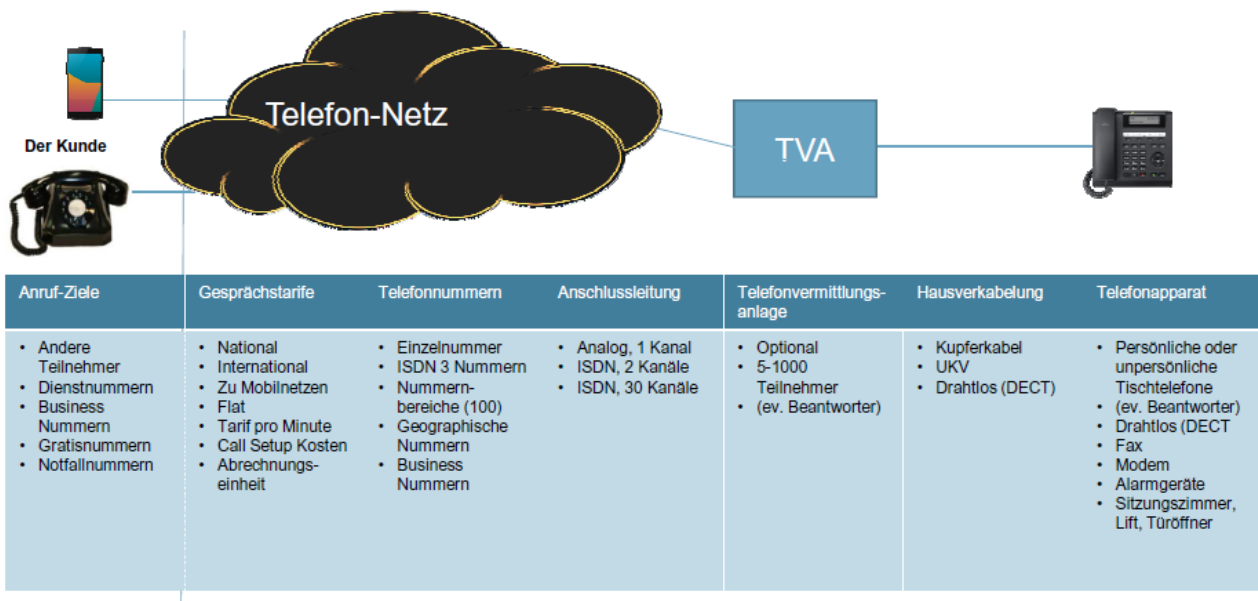 Telefon-Netz
TVA
Der Kunde
Anruf-Ziele
• Andere
Teilnehmer
• Dienstnummern
• Business
Nummern
• Gratisnummern
• Notfallnummern
Gesprächstarife
• National
• International
• Zu Mobilnetzen
• Flat
• Tarif pro Minute
• Call Setup Kosten
• Abrechnungs-
einheit
Telefonnummern
• Einzelnummer
• ISDN 3 Nummern
• Nummern-
bereiche (100)
• Geographische
Nummern
• Business
Nummern
Anschlussleitung
• Analog, 1 Kanal
• ISDN, 2 Kanäle
• ISDN, 30 Kanäle
Telefonvermittlungs-
anlage
• Optional
• 5-1000
Teilnehmer
• (ev. Beantworter)
Hausverkabelung
• Kupferkabel
• UKV
• Drahtlos (DECT)
Telefonapparat
• Persönliche oder
unpersönliche
Tischtelefone
• (ev. Beantworter)
• Drahtlos (DECT
• Fax
• Modem
• Alarmgeräte
• Sitzungszimmer,
Lift, Türöffner